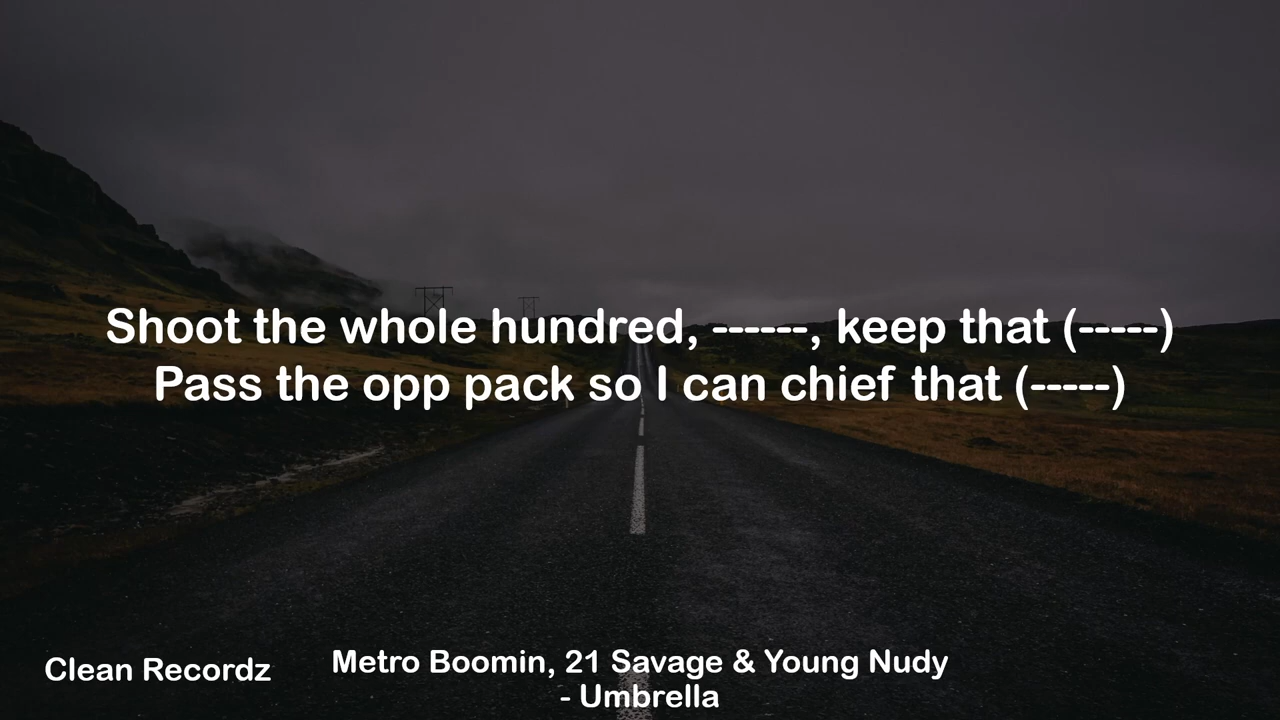 Shoot the whole hundred, ------, keep that (-----)
Pass the opp pack so I can chief that (-----)
Clean Recordz
Metro Boomin, 21 Savage & Young Nudy
- Umbrella